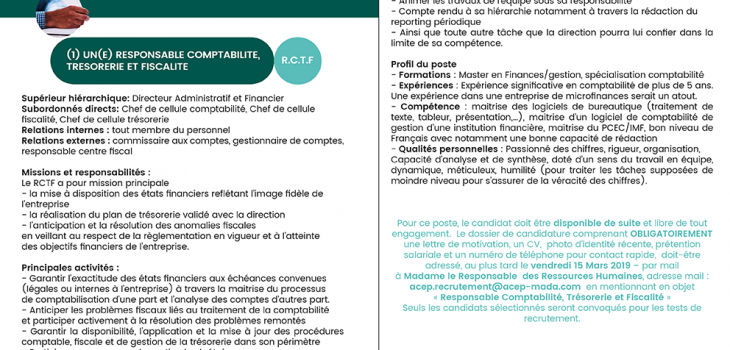 (1) UN(E) RESPONSABLE COMPTABILITE,
TRESORERIE ET FISCALITE
R.C.T.F
Supérieur hiérarchique: Directeur Administratif et Financier
Subordonnés directs: Chef de cellule comptabilité, Chef de cellule
fiscalité, Chef de cellule trésorerie
Relations internes : tout membre du personnel
Relations externes : commissaire aux comptes, gestionnaire de comptes,
responsable centre fiscal
Missions et responsabilités :
Le RCTF a pour mission principale
- la mise à disposition des états financiers reflétant l'image fidèle de
l'entreprise
- la réalisation du plan de trésorerie validé avec la direction
- l'anticipation et la résolution des anomalies fiscales
en veillant au respect de la règlementation en vigueur et à l'atteinte
des objectifs financiers de l'entreprise.
Principales activités :
- Garantir l'exactitude des états financiers aux échéances convenues
(légales ou internes à l'entreprise) à travers la maitrise du processus
de comptabilisation d'une part et l'analyse des comptes d'autres part.
- Anticiper les problèmes fiscaux liés au traitement de la comptabilité
et participer activement à la résolution des problèmes remontés
- Garantir la disponibilité, l'application et la mise à jour des procédures
comptable, fiscale et de gestion de la trésorerie dans son périmètre
- Animer les travaux de l'équipe sous sa responsabilité
- Compte rendu à sa hiérarchie notamment à travers la rédaction du
reporting périodique
- Ainsi que toute autre tâche que la direction pourra lui confier dans la
limite de sa compétence.
Profil du poste
- Formations : Master en Finances/gestion, spécialisation comptabilité
- Expériences : Expérience significative en comptabilité de plus de 5 ans.
Une expérience dans une entreprise de microfinances serait un atout.
- Compétence : maitrise des logiciels de bureautique (traitement de
texte, tableur, présentation,...), maitrise d'un logiciel de comptabilité de
gestion d'une institution financière, maitrise du PCEC/IMF, bon niveau de
Français avec notamment une bonne capacité de rédaction
- Qualités personnelles : Passionné des chiffres, rigueur, organisation,
Capacité d'analyse et de synthèse, doté d'un sens du travail en équipe,
dynamique, méticuleux, humilité (pour traiter les tâches supposées de
moindre niveau pour s'assurer de la véracité des chiffres).
Pour ce poste, le candidat doit être disponible de suite et libre de tout
engagement. Le dossier de candidature comprenant OBLIGATOIREMENT
une lettre de motivation, un CV, photo d'identité récente, prétention
salariale et un numéro de téléphone pour contact rapide, doit-être
adressé, au plus tard le vendredi 15 Mars 2019 – par mail
à Madame le Responsable des Ressources Humaines, adresse mail :
acep.recrutement@acep-mada.com en mentionnant en objet
« Responsable Comptabilité, Trésorerie et Fiscalité »
Seuls les candidats sélectionnés seront convoqués pour les tests de
recrutement.